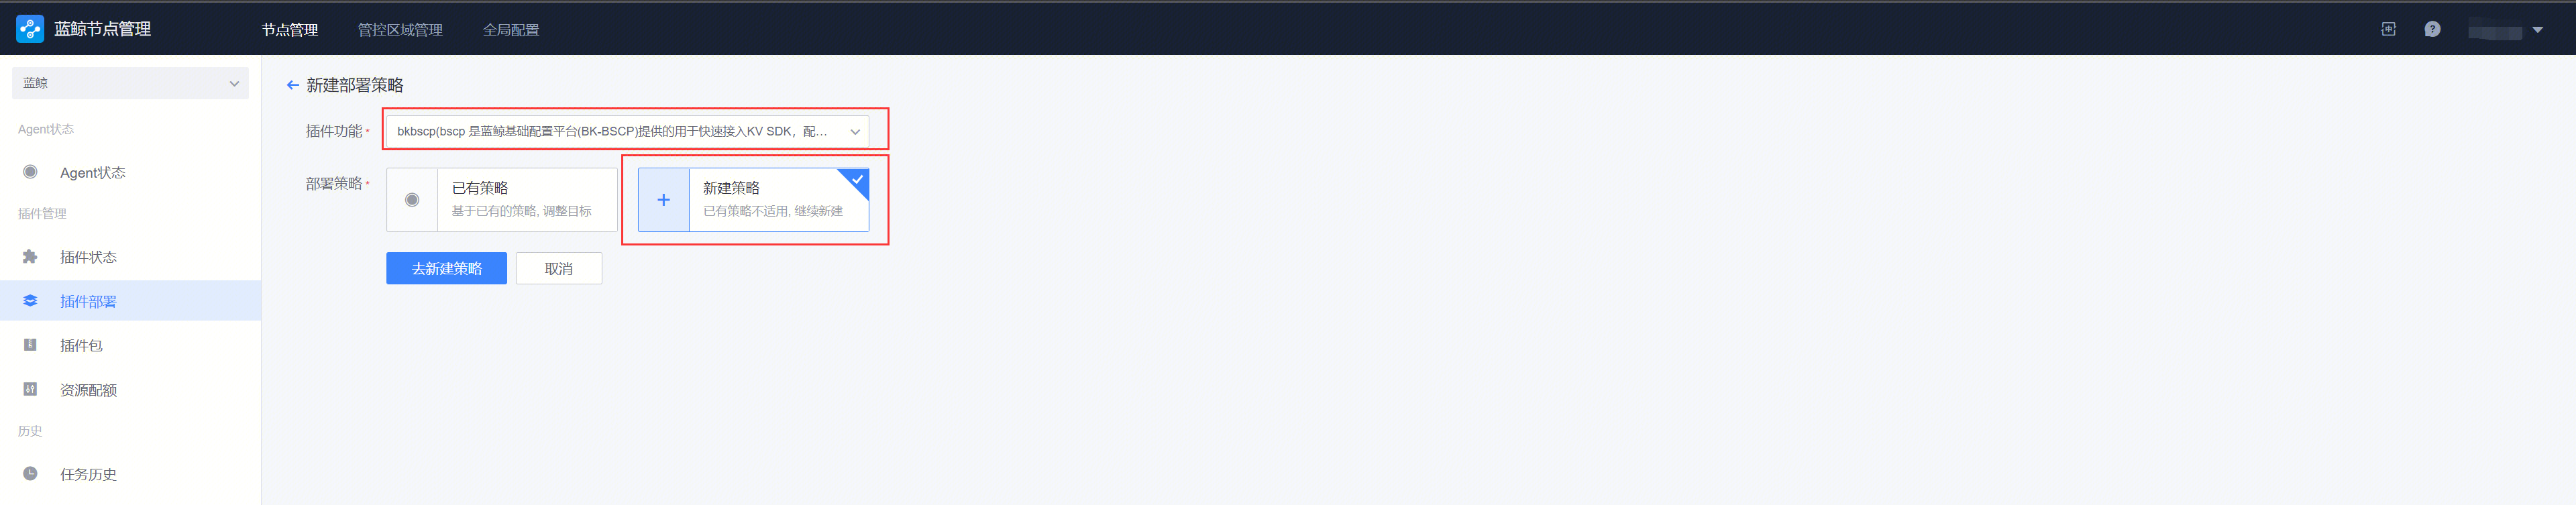 蓝鲸节点管理
节点管理
管控区域管理
全局配置
蓝鲸
Agent状态
Agent状态
插件管理
插件状态
插件部署
插件包
资源配额
历史
任务历史
新建部署策略
插件功能*
bkbscp(bscp 是蓝鲸基础配置平台(BK-BSCP)提供的用于快速接入KV SDK，配...
部署策略*
已有策略
基于已有的策略, 调整目标
新建策略
已有策略不适用, 继续新建
去新建策略
取消